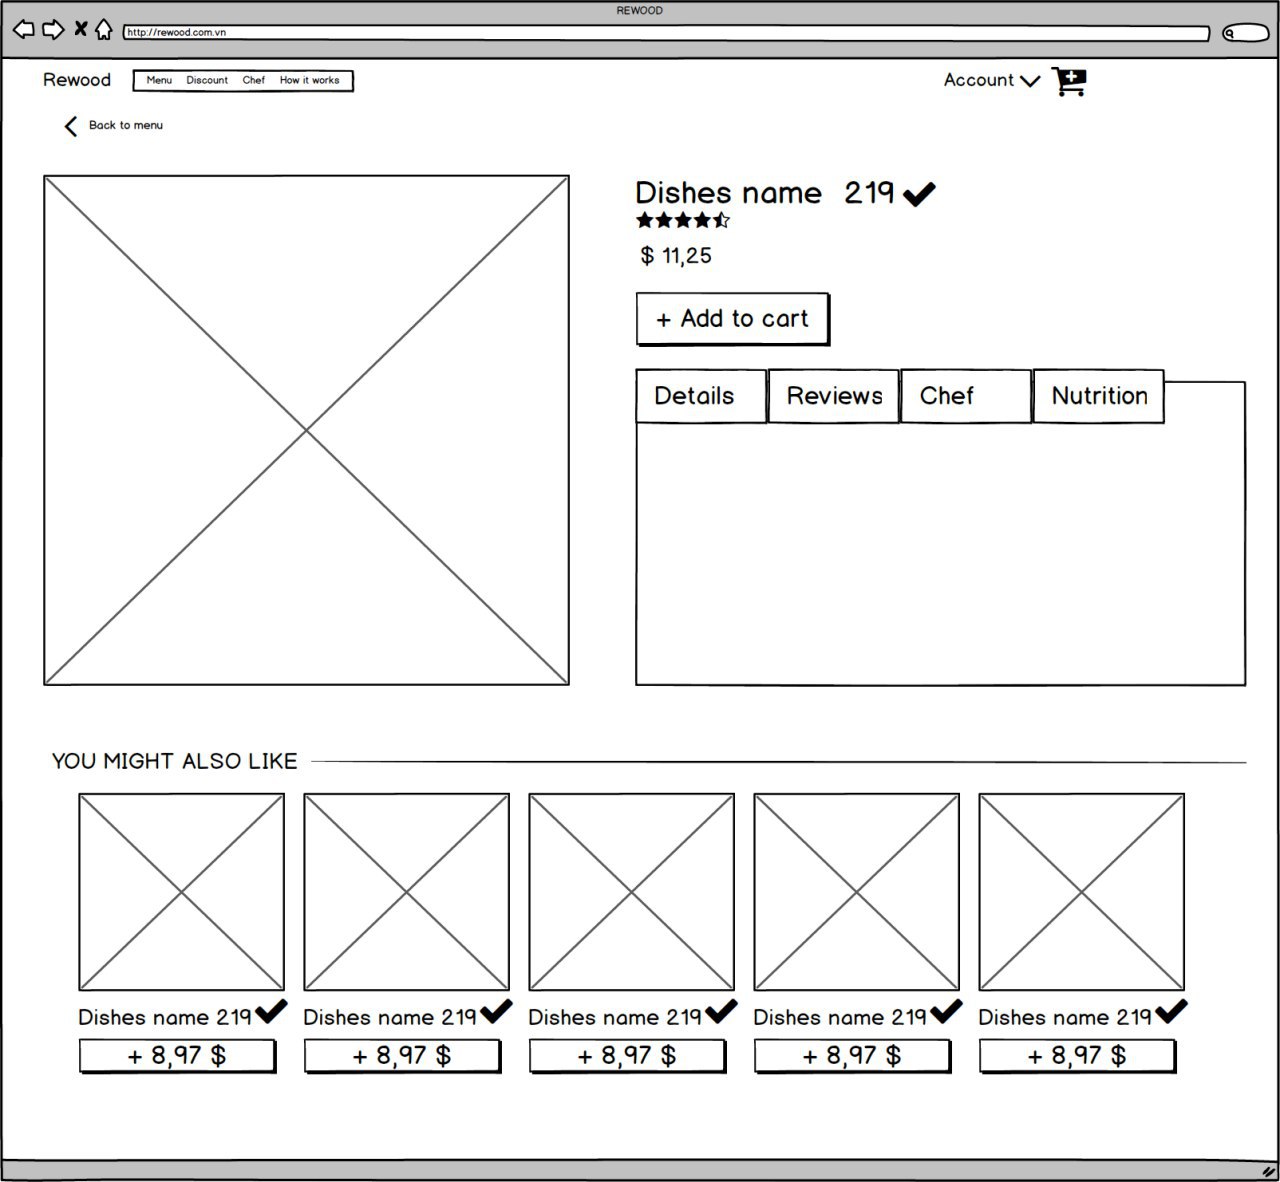 REWOOD
http://rewood.com.vn
Rewood Menu Discount Chef How it works Account
Back to menu
Dishes name 219
$ 11,25
+ Add to cart
Details Reviews Chef Nutrition
YOU MIGHT ALSO LIKE
Dishes name 219 Dishes name 219 Dishes name 219 Dishes name 219 Dishes name 219
+ 8,97 $ + 8,97 $ + 8,97 $ + 8,97 $ + 8,97 $